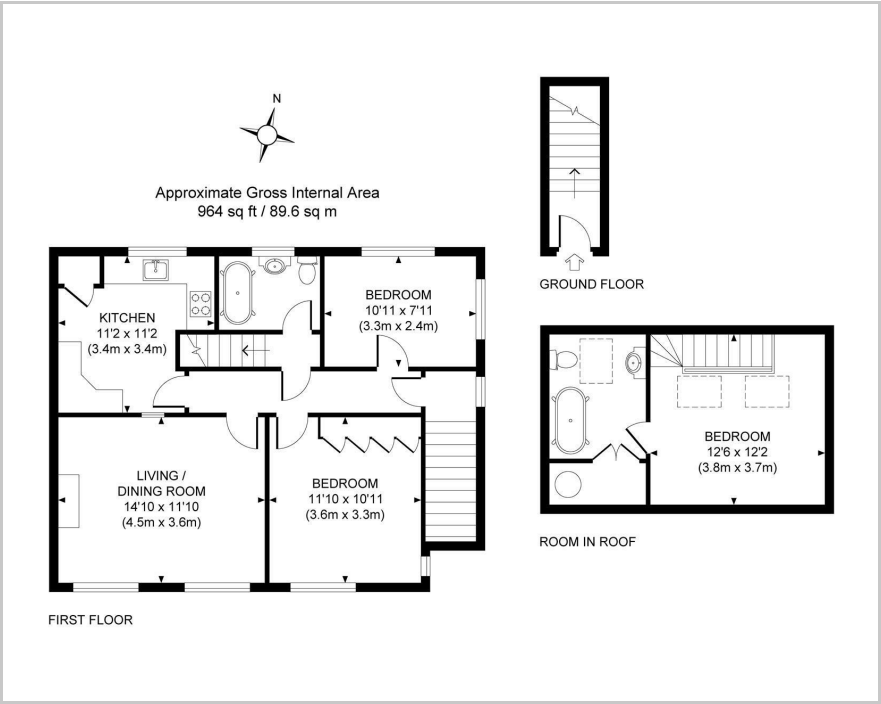 N
Approximate Gross Internal Area
964 sq ft / 89.6 sq m
GROUND FLOOR
KITCHEN
11'2 x 11'2
(3.4m x 3.4m)
BEDROOM
10'11 x 7'11
(3.3m x 2.4m)
LIVING /
DINING ROOM
14'10 x 11'10
(4.5m x 3.6m)
BEDROOM
11'10 x 10'11
(3.6m x 3.3m)
FIRST FLOOR
BEDROOM
12'6 x 12'2
(3.8m x 3.7m)
ROOM IN ROOF